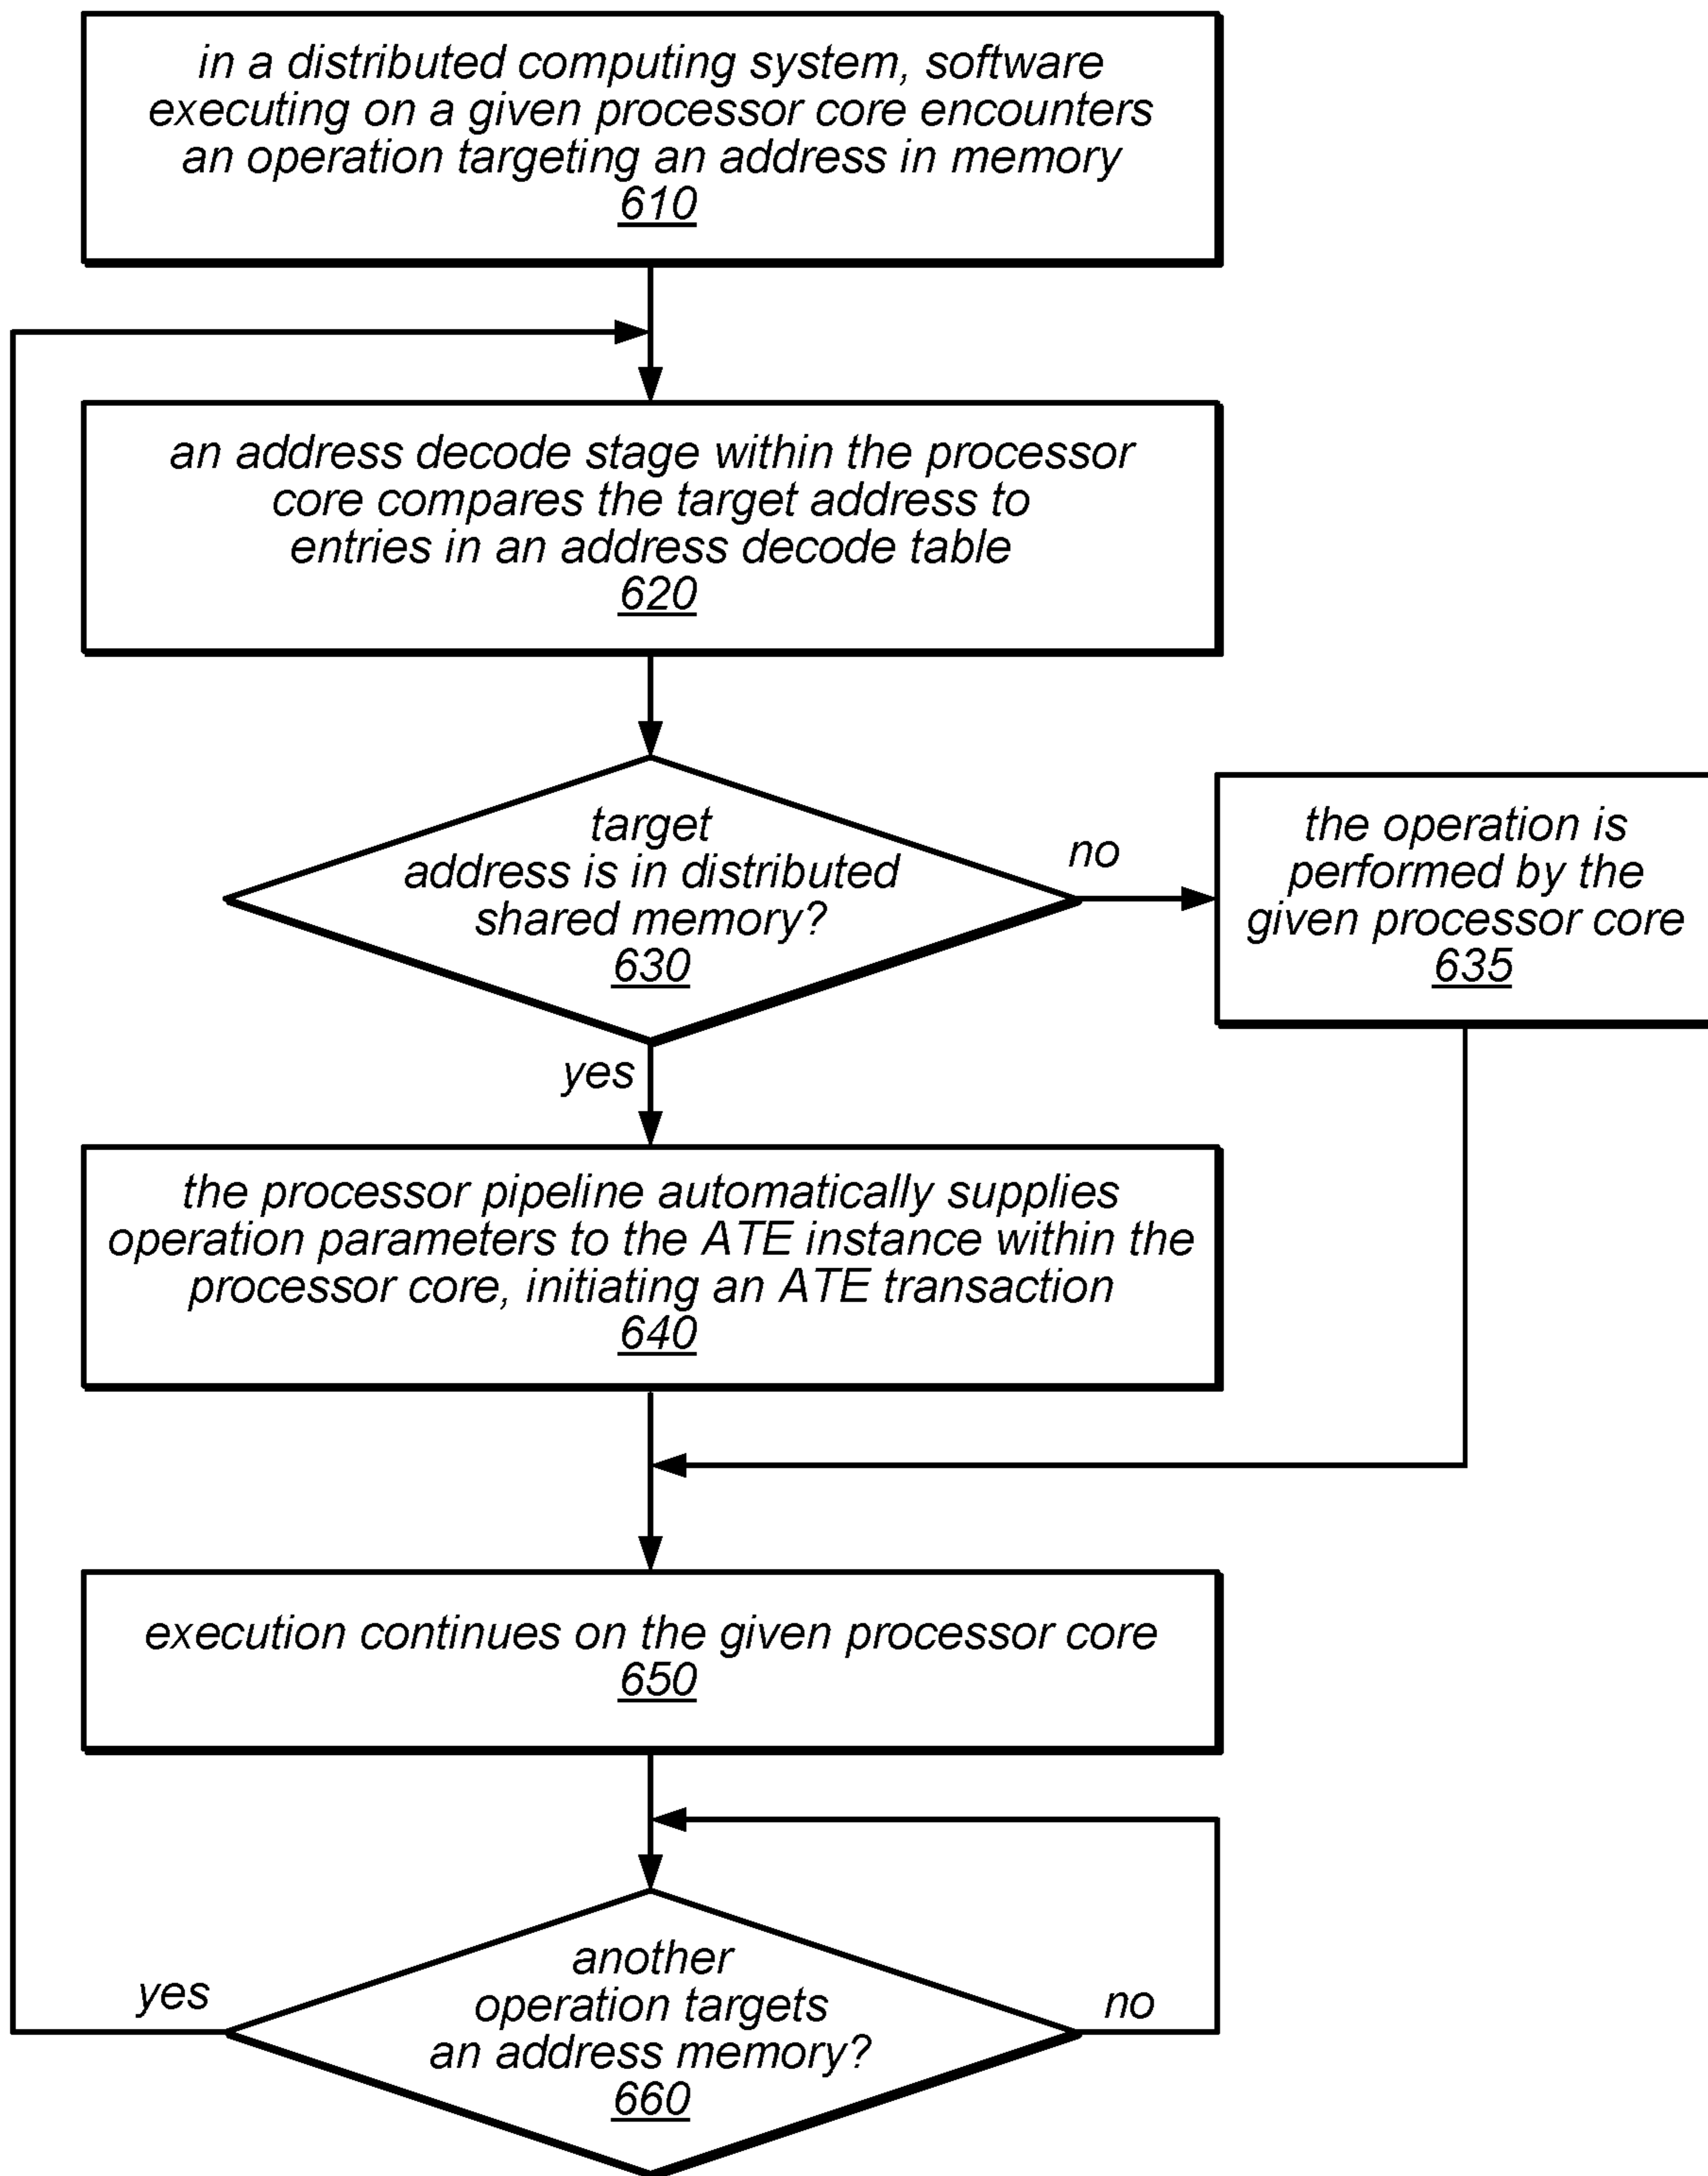 in a distributed computing system, software
executing on a given processor core encounters
an operation targeting an address in memory
610
an address decode stage within the processor
core compares the target address to
entries in an address decode table
620
target
address is in distributed
shared memory?
630
no
the operation is
performed by the
given processor core
635
yes
the processor pipeline automatically supplies
operation parameters to the ATE instance within the
processor core, initiating an ATE transaction
640
execution continues on the given processor core
650
another
operation targets
an address memory?
660
yes
no